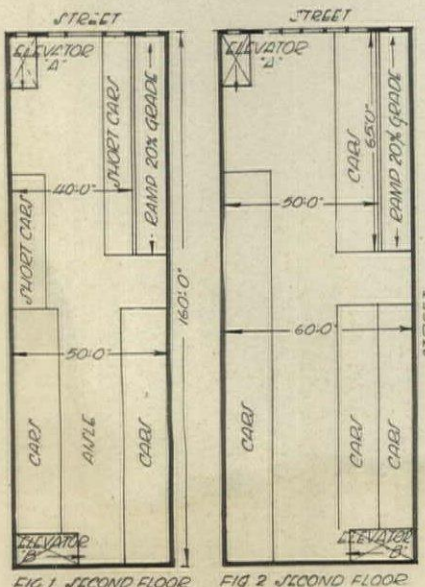 STREET
ELEVATOR
"A"
SHORT CARS
RAMP 20% GRADE
40'-0"
SHORT CARS
160'-0"
50'-0"
CARS
AISLE
CARS
ELEVATOR
"B"
FIG 1 SECOND FLOOR
STREET
ELEVATOR
"A"
CARS
65'-0"
RAMP 20% GRADE
50'-0"
60'-0"
STREET
CARS
CARS
CARS
ELEVATOR
"B"
FIG 2 SECOND FLOOR